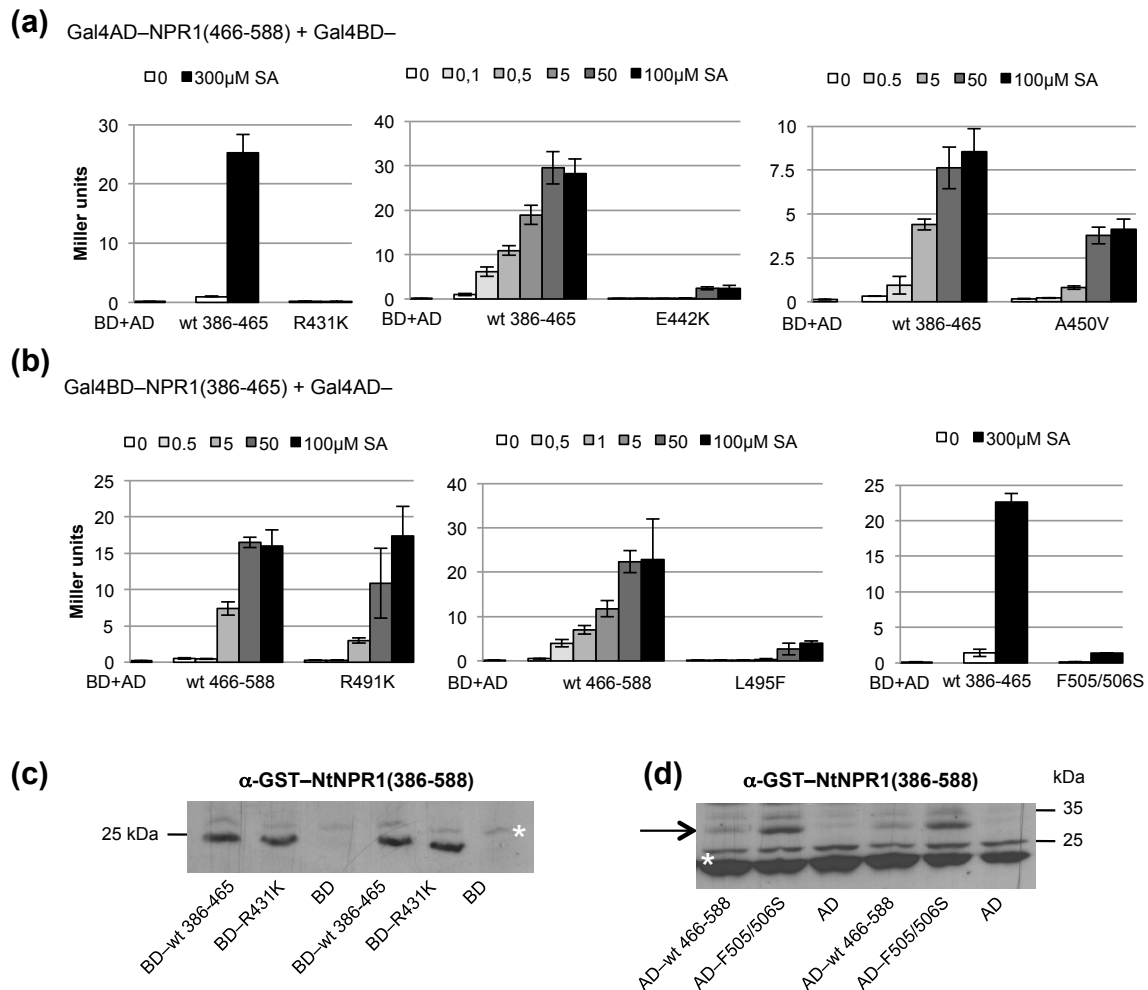 (a)
Gal4AD–NPR1(466-588) + Gal4BD–
□0 ■300µM SA
□0 □0,1 □0,5 □5 □50 ■100µM SA
□0 □0.5 □5 ■50 ■100µM SA
Miller units
30
20
10
0
BD+AD wt 386-465 R431K
40
30
20
10
0
BD+AD wt 386-465 E442K
10
7.5
5
2.5
0
BD+AD wt 386-465 A450V
(b)
Gal4BD–NPR1(386-465) + Gal4AD–
□0 □0.5 □5 ■50 ■100µM SA
□0 □0,5 □1 □5 ■50 ■100µM SA
□0 ■300µM SA
Miller units
25
20
15
10
5
0
BD+AD wt 466-588 R491K
40
30
20
10
0
BD+AD wt 466-588 L495F
25
20
15
10
5
0
BD+AD wt 386-465 F505/506S
(c)
α-GST–NtNPR1(386-588)
25 kDa
*
BD–wt 386-465
BD–R431K
BD
BD–wt 386-465
BD–R431K
BD
(d)
α-GST–NtNPR1(386-588)
kDa
35
25
*
AD–wt 466-588
AD–F505/506S
AD
AD–wt 466-588
AD–F505/506S
AD